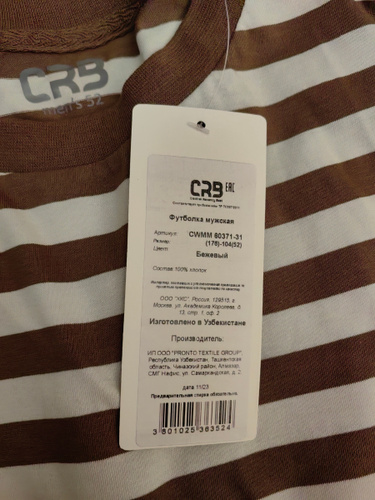 CRB
men's 52
CRB EAC
Футболка мужская
Артикул: CWMM 60371-31
Размер: (176)-104(52)
Цвет: Бежевый
Состав:100% хлопок
ООО "ХКС", Россия, 129515, г.
Москва, ул. Академика Королева, д.
13, стр. 1, оф. 2
Изготовлено в Узбекистане
Производитель:
ИП ООО "PRONTO TEXTILE GROUP",
Республика Узбекистан, Ташкентская
область, Чиназский район, Алмазар,
СМГ Нафис, ул. Самаркандская, д. 2
дата 11/23
Предварительная стирка обязательна.
3 601025 363524